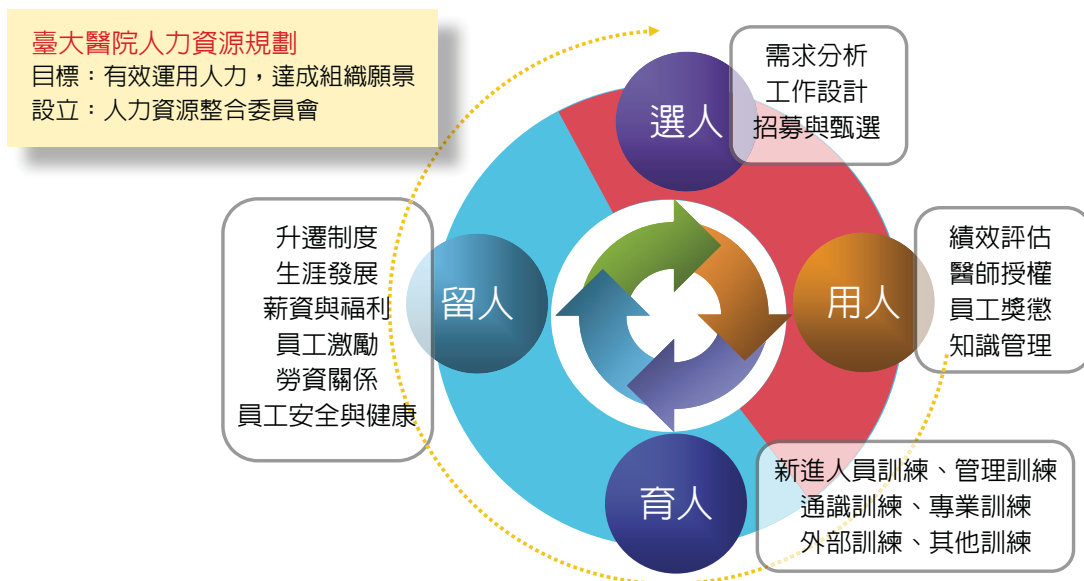 臺大醫院人力資源規劃
目標：有效運用人力，達成組織願景
設立：人力資源整合委員會
選人
需求分析
工作設計
招募與甄選
用人
績效評估
醫師授權
員工獎懲
知識管理
育人
新進人員訓練、管理訓練
通識訓練、專業訓練
外部訓練、其他訓練
留人
升遷制度
生涯發展
薪資與福利
員工激勵
勞資關係
員工安全與健康